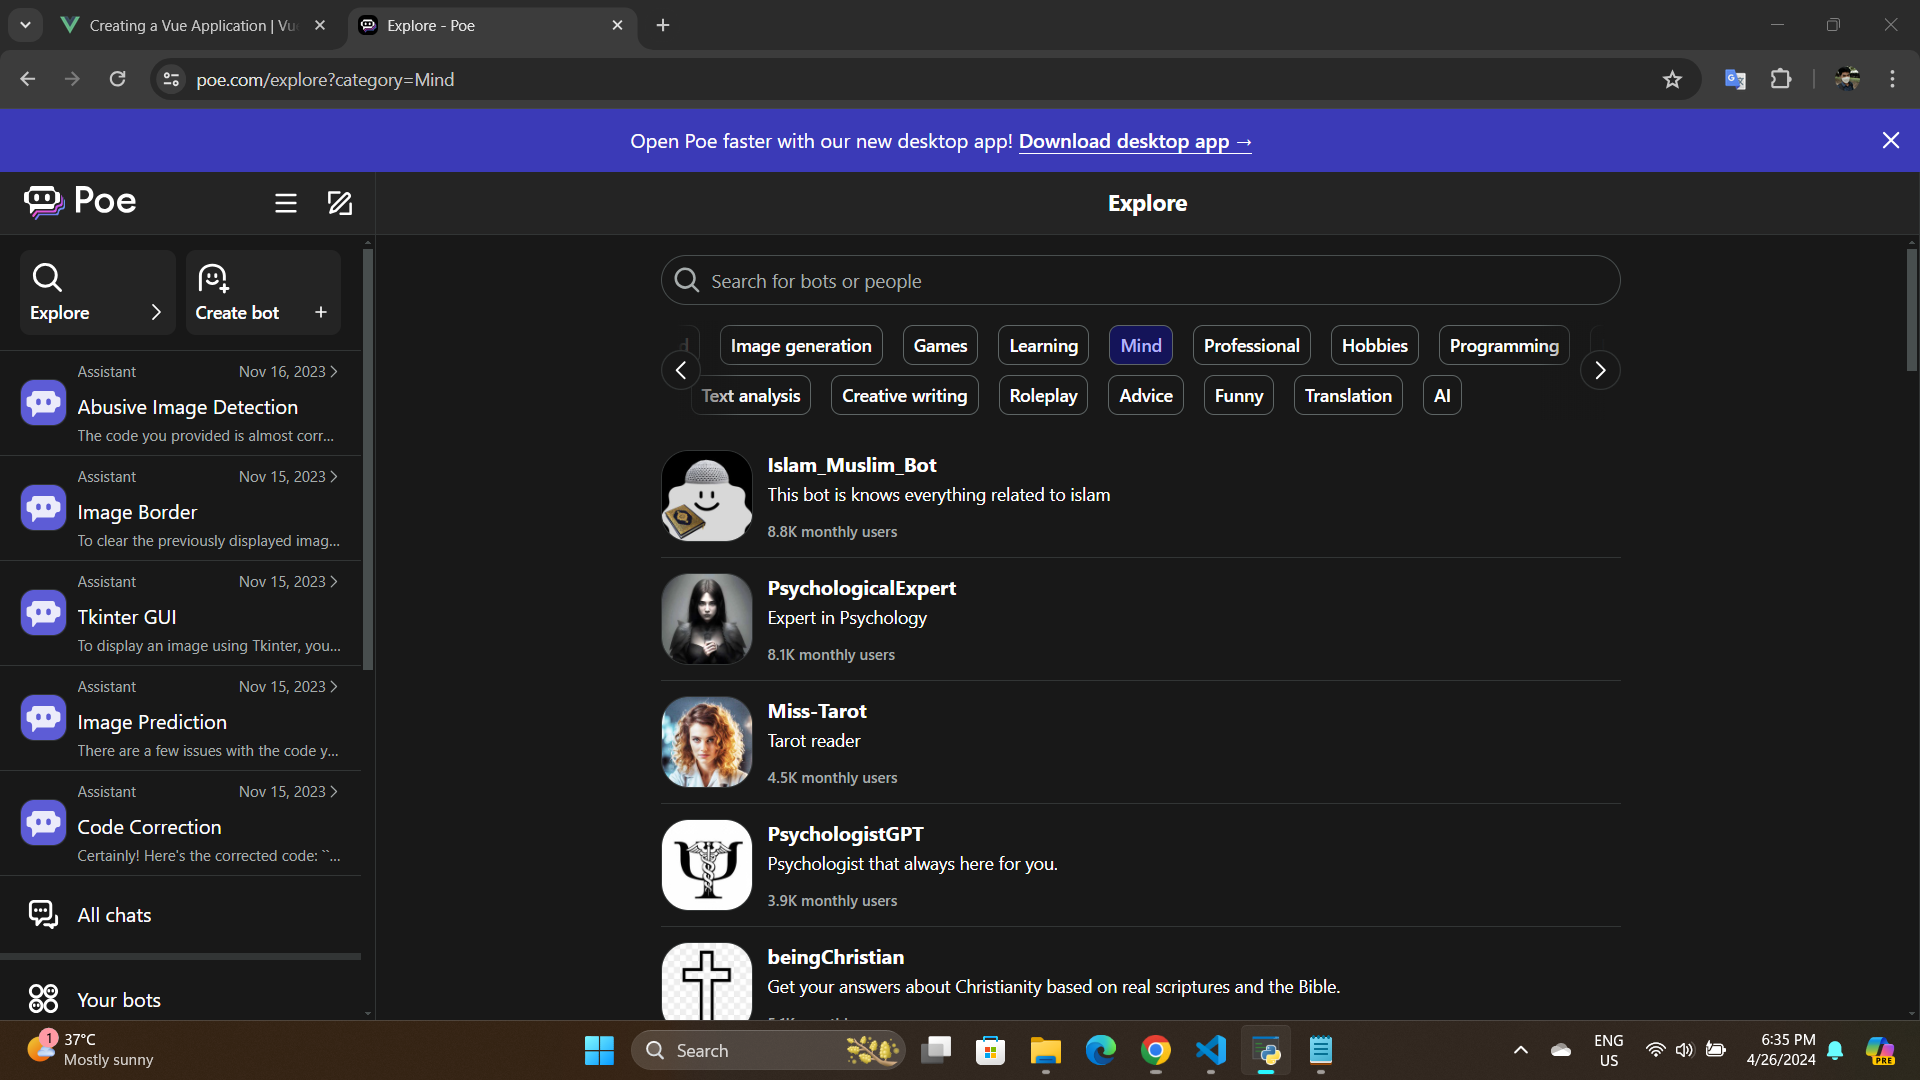 Creating a Vue Application | Vu
Explore - Poe
poe.com/explore?category=Mind
Open Poe faster with our new desktop app! Download desktop app →
Poe
Explore
Explore
Create bot +
Assistant Nov 16, 2023
Abusive Image Detection
The code you provided is almost corr...
Assistant Nov 15, 2023
Image Border
To clear the previously displayed imag...
Assistant Nov 15, 2023
Tkinter GUI
To display an image using Tkinter, you...
Assistant Nov 15, 2023
Image Prediction
There are a few issues with the code y...
Assistant Nov 15, 2023
Code Correction
Certainly! Here's the corrected code: ``...
All chats
Your bots
Search for bots or people
d Image generation Games Learning Mind Professional Hobbies Programming
Text analysis Creative writing Roleplay Advice Funny Translation AI
Islam_Muslim_Bot
This bot is knows everything related to islam
8.8K monthly users
PsychologicalExpert
Expert in Psychology
8.1K monthly users
Miss-Tarot
Tarot reader
4.5K monthly users
PsychologistGPT
Psychologist that always here for you.
3.9K monthly users
beingChristian
Get your answers about Christianity based on real scriptures and the Bible.
1
37°C
Mostly sunny
Search
ENG
US
6:35 PM
4/26/2024
PRE